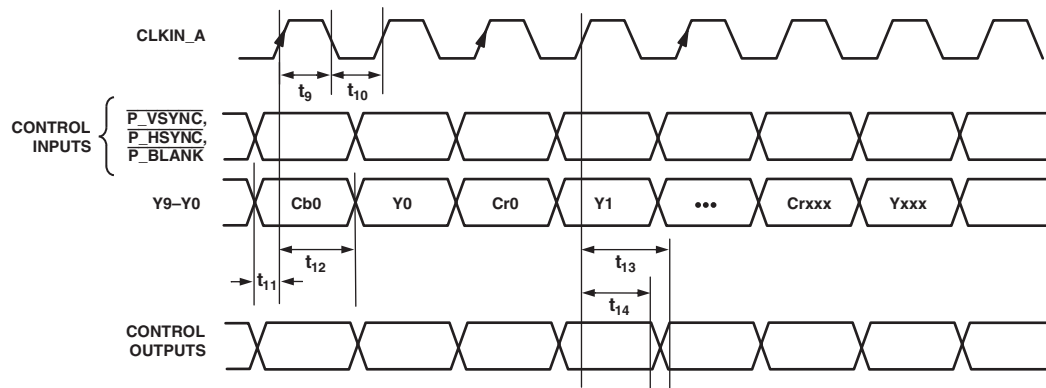 CLKIN_A
t9 t10
CONTROL INPUTS
P_VSYNC,
P_HSYNC,
P_BLANK
Y9–Y0 Cb0 Y0 Cr0 Y1 ••• Crxxx Yxxx
t12 t13
t11
t14
CONTROL
OUTPUTS